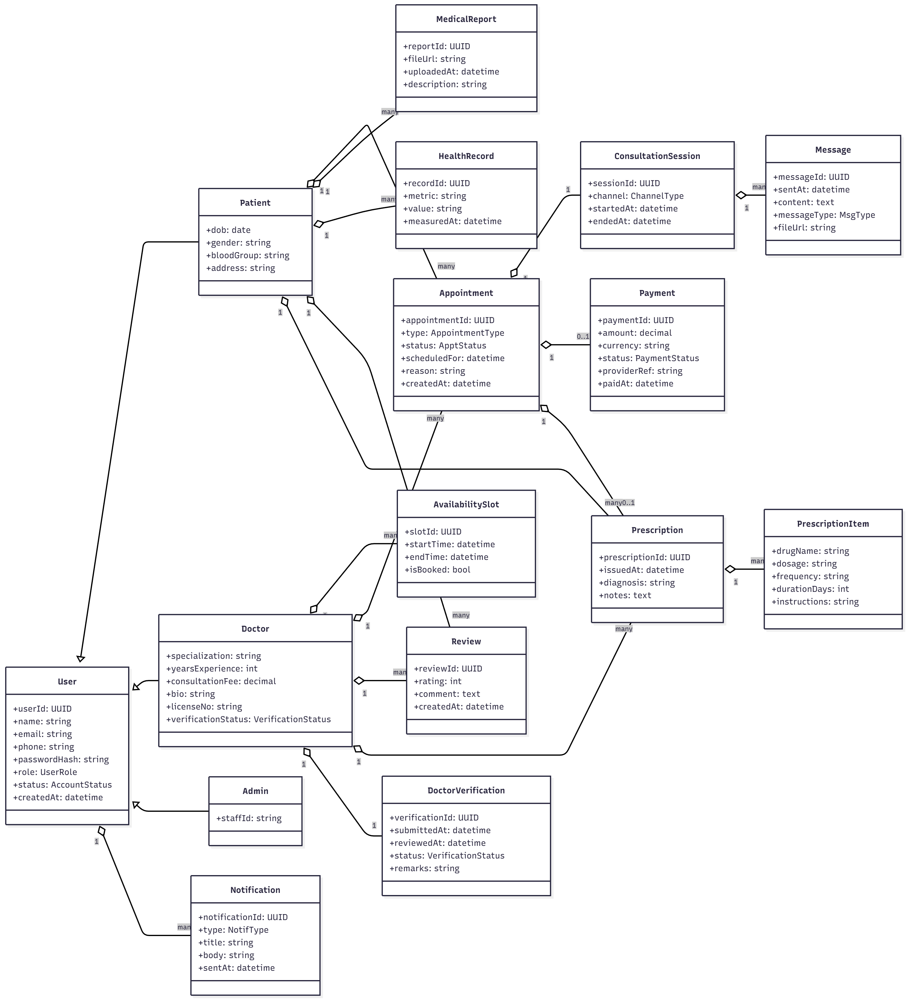 MedicalReport
+reportId: UUID
+fileUrl: string
+uploadedAt: datetime
+description: string
many
HealthRecord
+recordId: UUID
+metric: string
+value: string
+measuredAt: datetime
many
ConsultationSession
+sessionId: UUID
+channel: ChannelType
+startedAt: datetime
+endedAt: datetime
1
1
Message
+messageId: UUID
+sentAt: datetime
+content: text
+messageType: MsgType
+fileUrl: string
many
1
1
1
Patient
+dob: date
+gender: string
+bloodGroup: string
+address: string
1
1
1
many
1
Appointment
+appointmentId: UUID
+type: AppointmentType
+status: ApptStatus
+scheduledFor: datetime
+reason: string
+createdAt: datetime
1
0..1
Payment
+paymentId: UUID
+amount: decimal
+currency: string
+status: PaymentStatus
+providerRef: string
+paidAt: datetime
many
1
AvailabilitySlot
+slotId: UUID
+startTime: datetime
+endTime: datetime
+isBooked: bool
many
many0..1
Prescription
+prescriptionId: UUID
+issuedAt: datetime
+diagnosis: string
+notes: text
many
1
PrescriptionItem
+drugName: string
+dosage: string
+frequency: string
+durationDays: int
+instructions: string
many
1
Doctor
+specialization: string
+yearsExperience: int
+consultationFee: decimal
+bio: string
+licenseNo: string
+verificationStatus: VerificationStatus
1
1
1
many
many
Review
+reviewId: UUID
+rating: int
+comment: text
+createdAt: datetime
User
+userId: UUID
+name: string
+email: string
+phone: string
+passwordHash: string
+role: UserRole
+status: AccountStatus
+createdAt: datetime
1
Admin
+staffId: string
1
DoctorVerification
+verificationId: UUID
+submittedAt: datetime
+reviewedAt: datetime
+status: VerificationStatus
+remarks: string
many
Notification
+notificationId: UUID
+type: NotifType
+title: string
+body: string
+sentAt: datetime